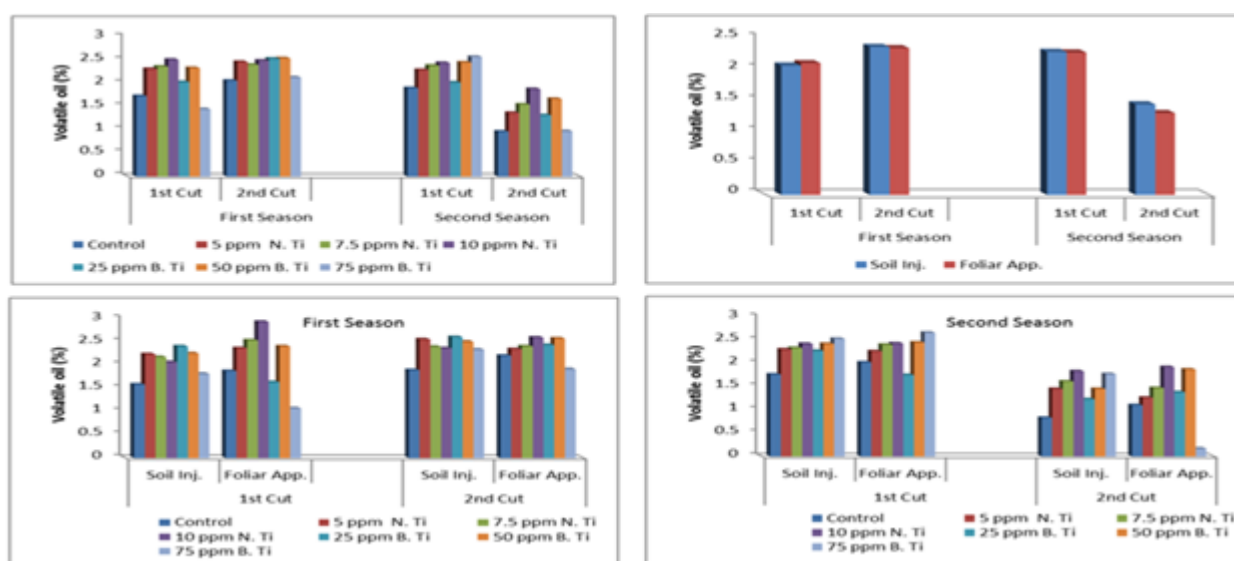 Volatile oil (%)
3
2.5
2
1.5
1
0.5
0
1st Cut 2nd Cut 1st Cut 2nd Cut
First Season Second Season
Control 5 ppm N. Ti 7.5 ppm N. Ti 10 ppm N. Ti
25 ppm B. Ti 50 ppm B. Ti 75 ppm B. Ti
Volatile oil (%)
2.5
2
1.5
1
0.5
0
1st Cut 2nd Cut 1st Cut 2nd Cut
First Season Second Season
Soil Inj. Foliar App.
First Season
Volatile oil (%)
3
2.5
2
1.5
1
0.5
0
Soil Inj. Foliar App. Soil Inj. Foliar App.
1st Cut 2nd Cut
Control 5 ppm N. Ti 7.5 ppm N. Ti
10 ppm N. Ti 25 ppm B. Ti 50 ppm B. Ti
75 ppm B. Ti
Second Season
Volatile oil (%)
3
2.5
2
1.5
1
0.5
0
Soil Inj. Foliar App. Soil Inj. Foliar App.
1st Cut 2nd Cut
Control 5 ppm N. Ti 7.5 ppm N. Ti
10 ppm N. Ti 25 ppm B. Ti 50 ppm B. Ti
75 ppm B. Ti